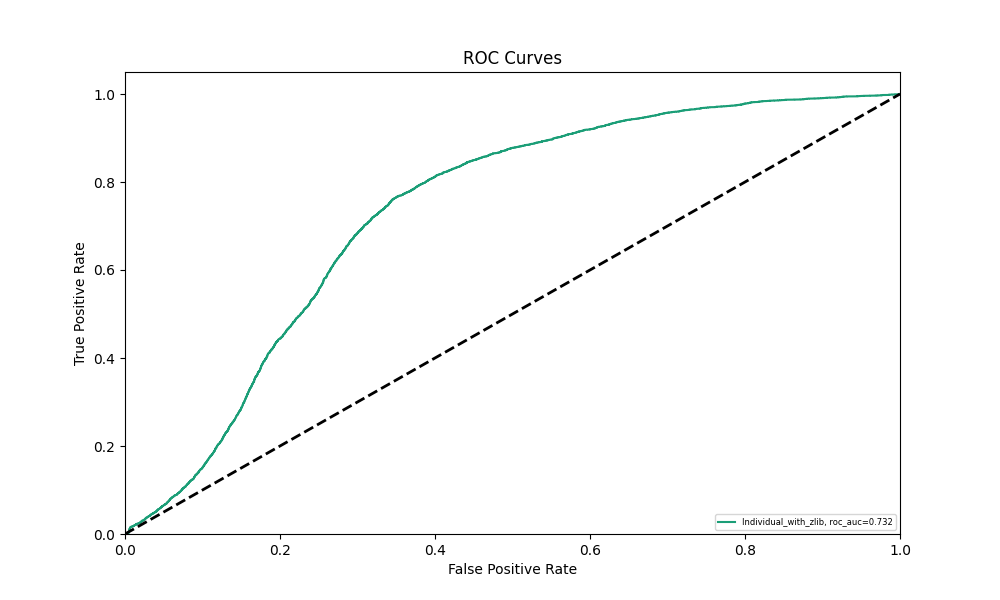 ROC Curves
True Positive Rate
1.0
0.8
0.6
0.4
0.2
0.0
0.0 0.2 0.4 0.6 0.8 1.0
False Positive Rate
Individual_with_zlib, roc_auc=0.732